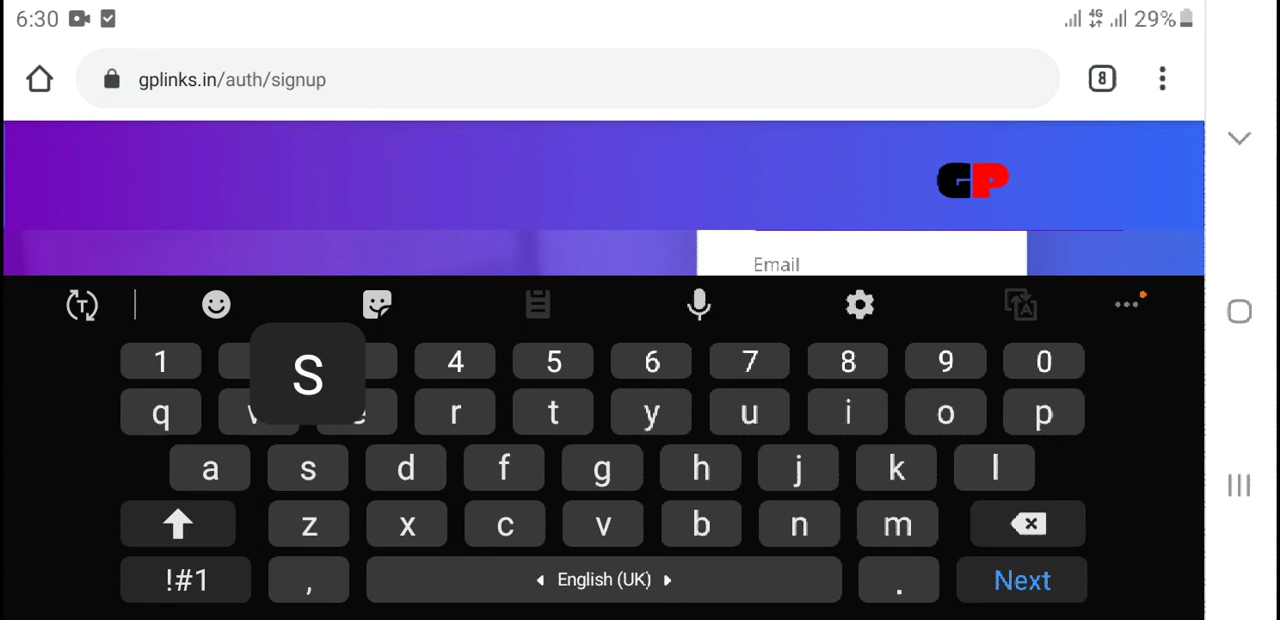 6:30 4G 29%
gplinks.in/auth/signup 8
GP
Email
T
1 4 5 6 7 8 9 0
S
q r t y u i o p
a s d f g h j k l
z x c v b n m
!#1 , English (UK) . Next